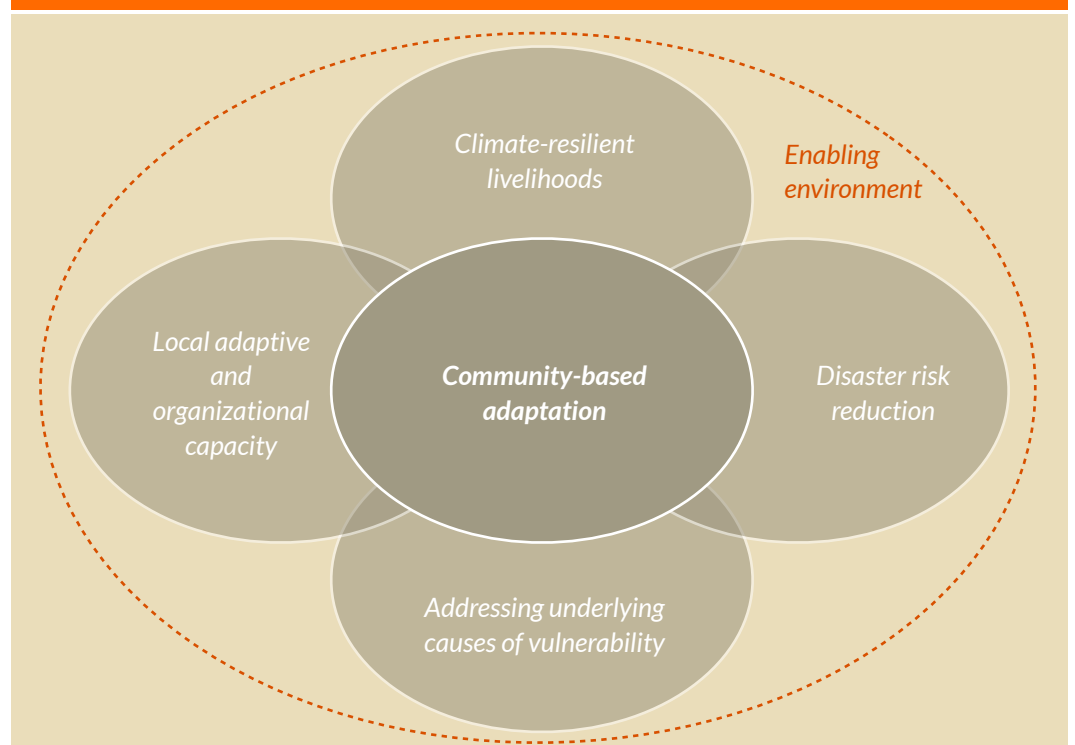 Climate-resilient
livelihoods
Enabling
environment
Local adaptive
and
organizational
capacity
Community-based
adaptation
Disaster risk
reduction
Addressing underlying
causes of vulnerability